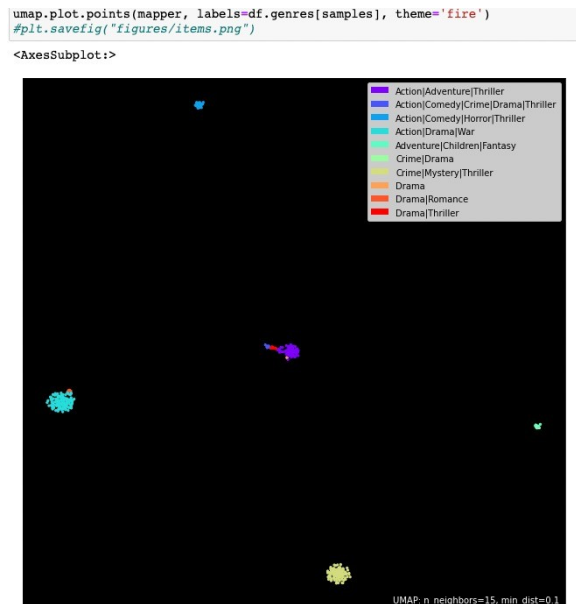 umap.plot.points(mapper, labels=df.genres[samples], theme='fire')
#plt.savefig("figures/items.png")
<AxesSubplot:>
Action|Adventure|Thriller
Action|Comedy|Crime|Drama|Thriller
Action|Comedy|Horror|Thriller
Action|Drama|War
Adventure|Children|Fantasy
Crime|Drama
Crime|Mystery|Thriller
Drama
Drama|Romance
Drama|Thriller
UMAP: n_neighbors=15, min_dist=0.1